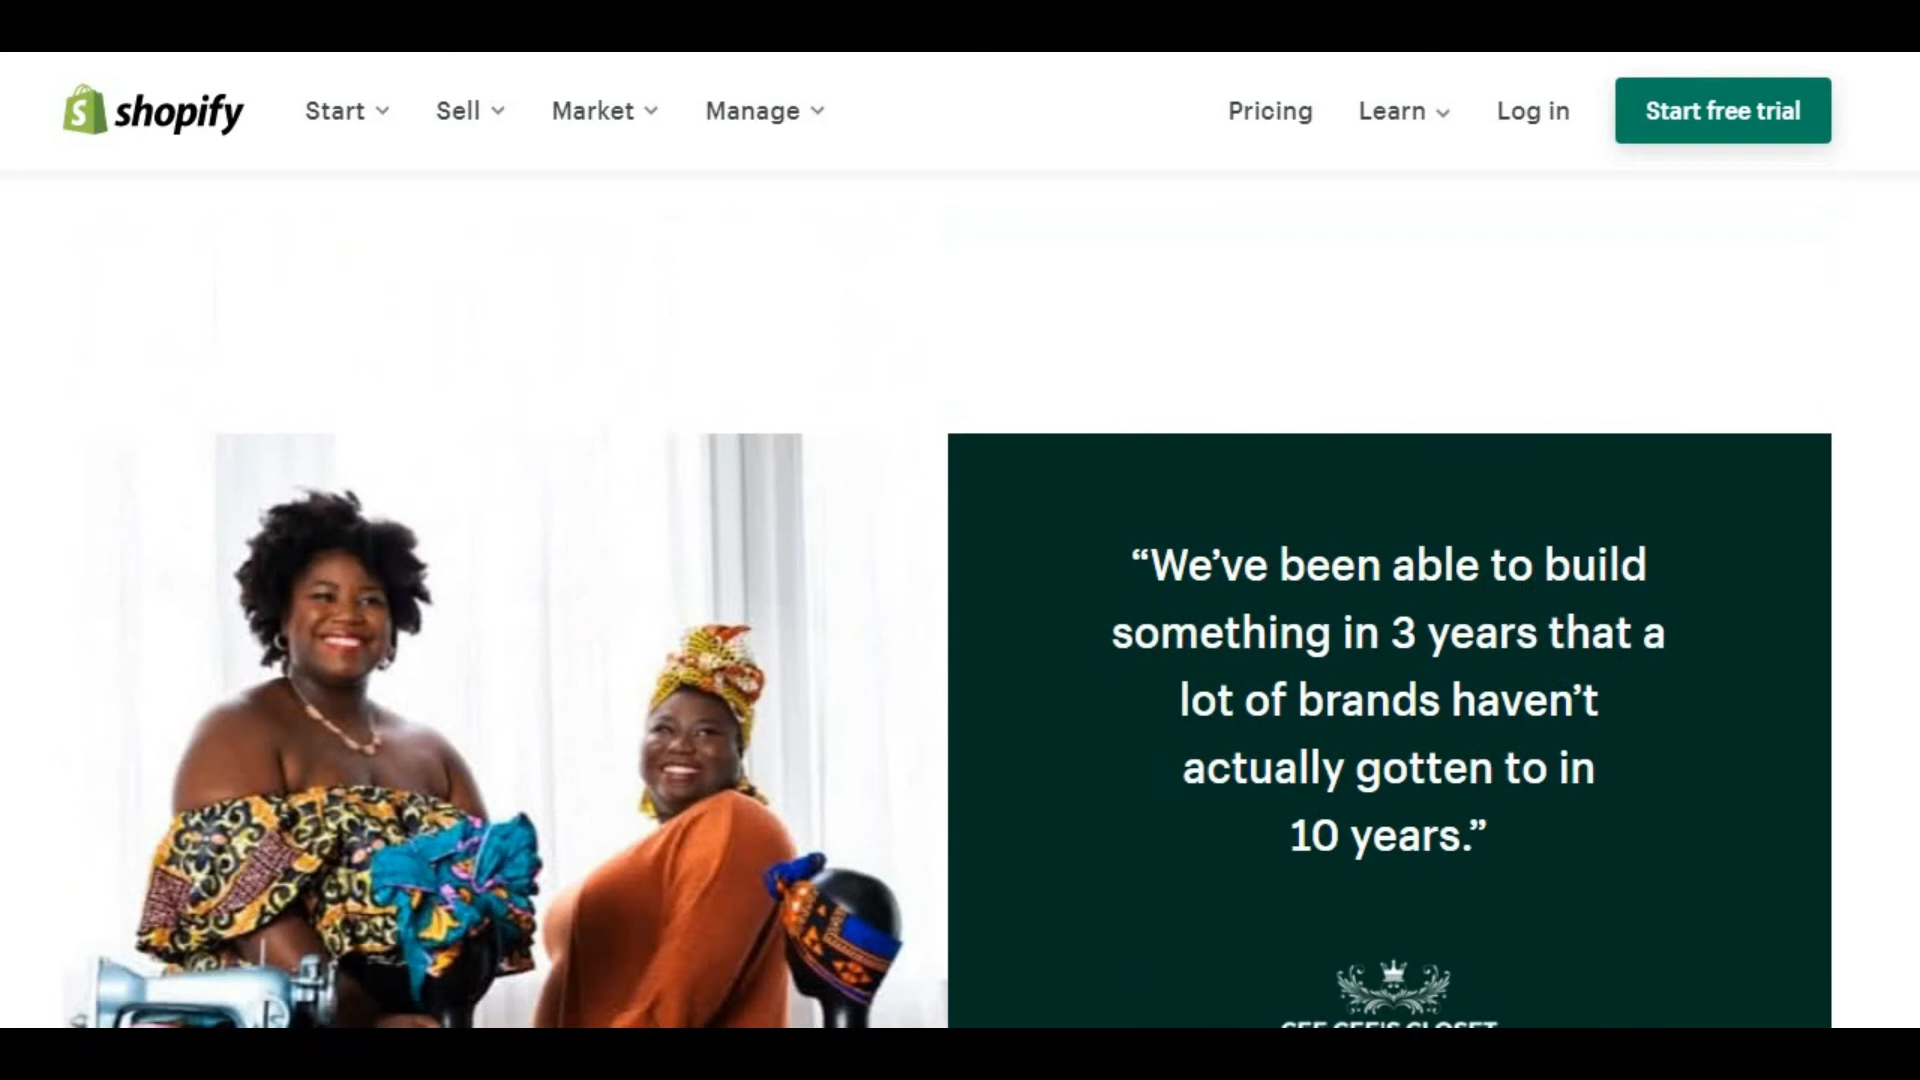 shopify
Start
Sell
Market
Manage
Pricing
Learn
Log in
Start free trial
“We’ve been able to build
something in 3 years that a
lot of brands haven’t
actually gotten to in
10 years.”